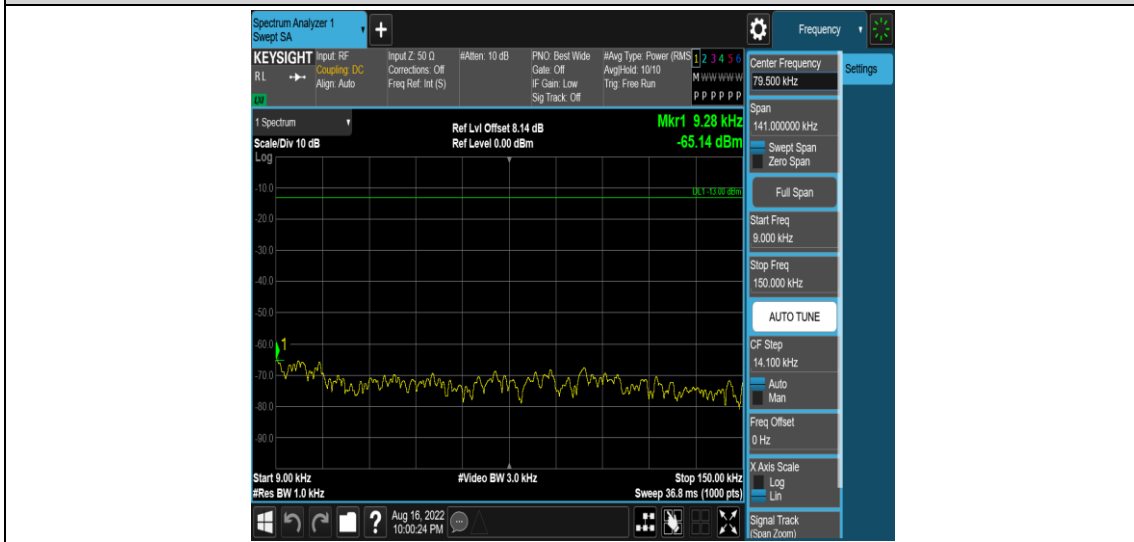 Spectrum Analyzer 1
Swept SA
+
Frequency
KEYSIGHT
RL
LXI
Input: RF
Coupling: DC
Align: Auto
Input Z: 50 Ω
Corrections: Off
Freq Ref: Int (S)
#Atten: 10 dB
PNO: Best Wide
Gate: Off
IF Gain: Low
Sig Track: Off
#Avg Type: Power (RMS
Avg|Hold: 10/10
Trig: Free Run
1 2 3 4 5 6
M W W W W W
P P P P P P
1 Spectrum
Scale/Div 10 dB
Log
Ref Lvl Offset 8.14 dB
Ref Level 0.00 dBm
Mkr1 9.28 kHz
-65.14 dBm
DL1 -13.00 dBm
-10.0
-20.0
-30.0
-40.0
-50.0
-60.0
-70.0
-80.0
-90.0
1
Start 9.00 kHz
#Res BW 1.0 kHz
#Video BW 3.0 kHz
Stop 150.00 kHz
Sweep 36.8 ms (1000 pts)
Center Frequency
79.500 kHz
Settings
Span
141.000000 kHz
Swept Span
Zero Span
Full Span
Start Freq
9.000 kHz
Stop Freq
150.000 kHz
AUTO TUNE
CF Step
14.100 kHz
Auto
Man
Freq Offset
0 Hz
X Axis Scale
Log
Lin
Signal Track
(Span Zoom)
?
Aug 16, 2022
10:00:24 PM